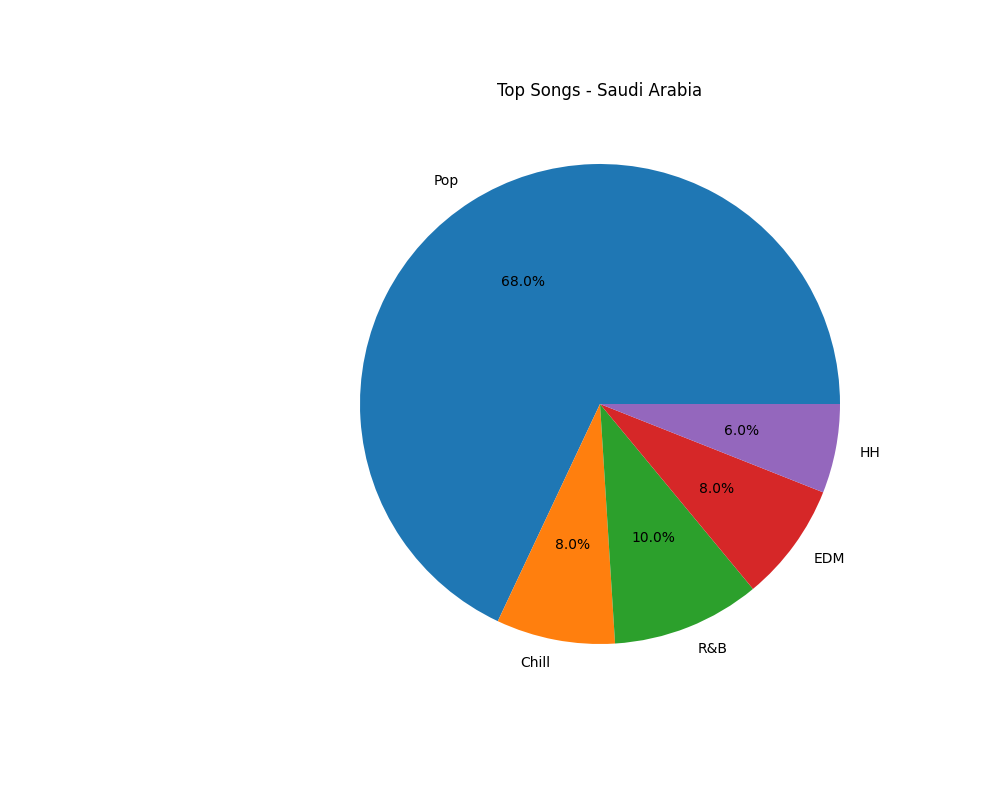 Top Songs - Saudi Arabia
Pop
68.0%
6.0%
HH
8.0%
10.0%
8.0%
EDM
R&B
Chill